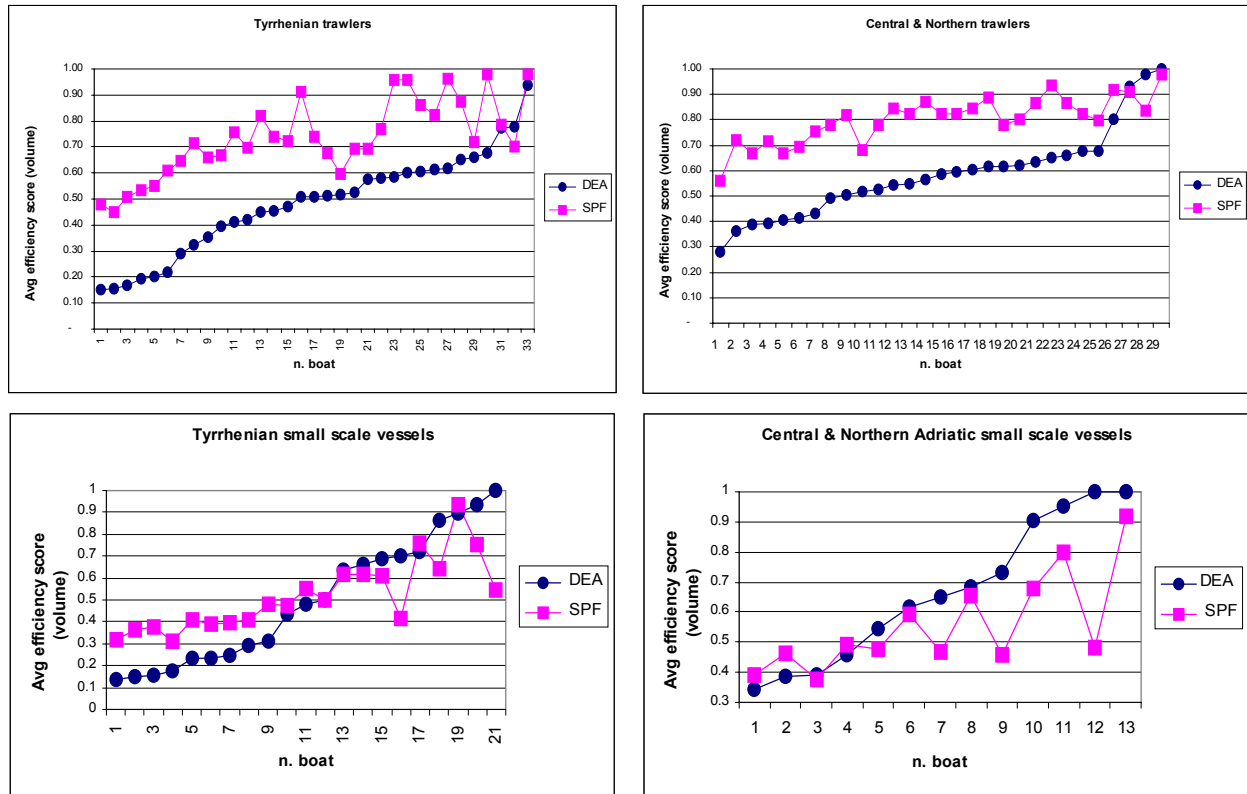 Tyrrhenian trawlers
1.00
0.90
0.80
0.70
0.60
0.50
0.40
0.30
0.20
0.10
-
Avg efficiency score (volume)
1 3 5 7 9 11 13 15 17 19 21 23 25 27 29 31 33
n. boat
DEA
SPF
Central & Northern trawlers
1.00
0.90
0.80
0.70
0.60
0.50
0.40
0.30
0.20
0.10
-
Avg efficiency score (volume)
1 2 3 4 5 6 7 8 9 10 11 12 13 14 15 16 17 18 19 20 21 22 23 24 25 26 27 28 29
n. boat
DEA
SPF
Tyrrhenian small scale vessels
1
0.9
0.8
0.7
0.6
0.5
0.4
0.3
0.2
0.1
0
Avg efficiency score
(volume)
1 3 5 7 9 11 13 15 17 19 21
n. boat
DEA
SPF
Central & Northern Adriatic small scale vessels
1
0.9
0.8
0.7
0.6
0.5
0.4
0.3
Avg efficiency score
(volume)
1 2 3 4 5 6 7 8 9 10 11 12 13
n. boat
DEA
SPF